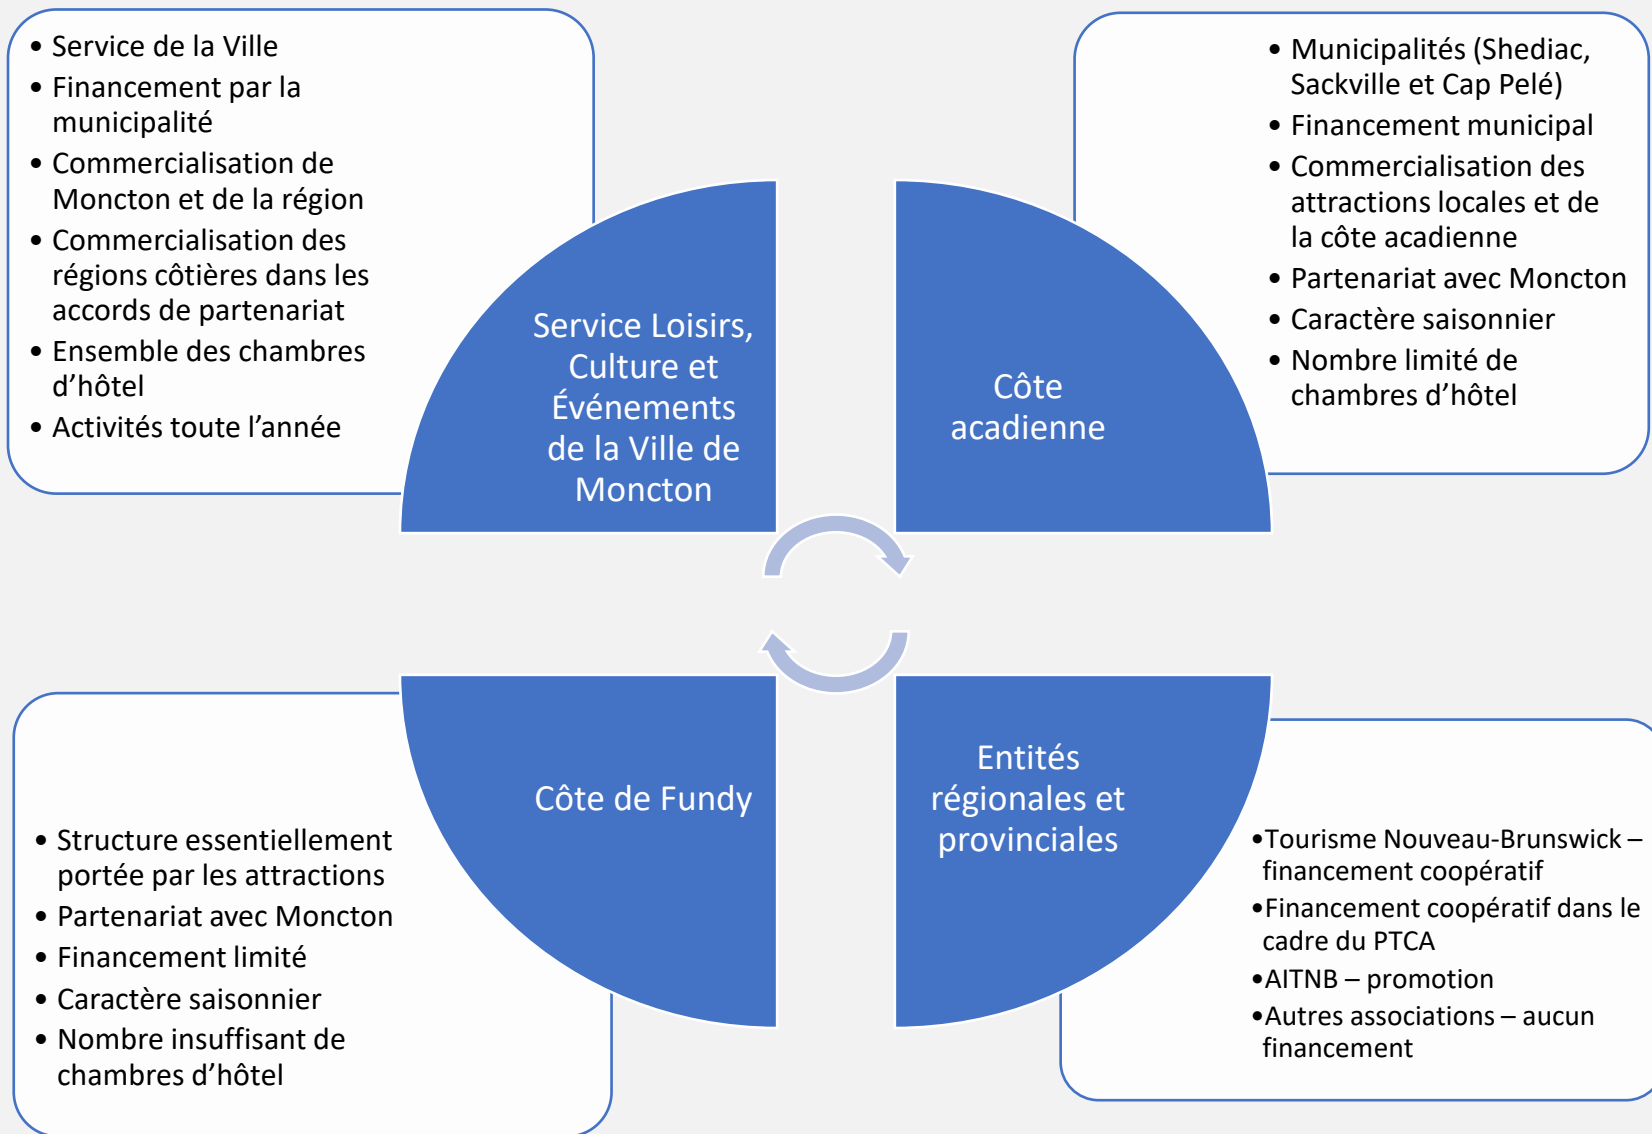 • Service de la Ville
• Financement par la
municipalité
• Commercialisation de
Moncton et de la région
• Commercialisation des
régions côtières dans les
accords de partenariat
• Ensemble des chambres
d’hôtel
• Activités toute l’année
Service Loisirs,
Culture et
Événements
de la Ville de
Moncton
• Municipalités (Shediac,
Sackville et Cap Pelé)
• Financement municipal
• Commercialisation des
attractions locales et de
la côte acadienne
• Partenariat avec Moncton
• Caractère saisonnier
• Nombre limité de
chambres d’hôtel
Côte
acadienne
Côte de Fundy
• Structure essentiellement
portée par les attractions
• Partenariat avec Moncton
• Financement limité
• Caractère saisonnier
• Nombre insuffisant de
chambres d’hôtel
Entités
régionales et
provinciales
•Tourisme Nouveau-Brunswick –
financement coopératif
•Financement coopératif dans le
cadre du PTCA
•AITNB – promotion
•Autres associations – aucun
financement